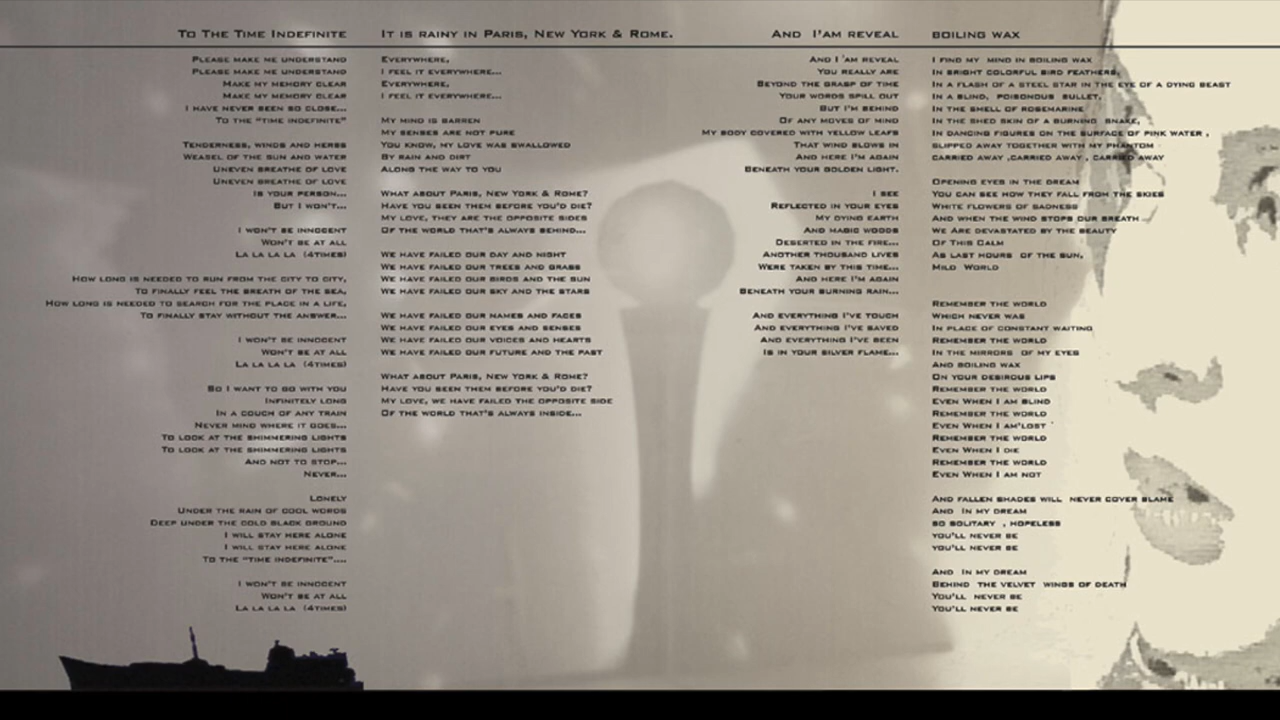 To The Time Indefinite
Please make me understand
Please make me understand
Make my memory clear
Make my memory clear
I have never been so close...
To the "time indefinite"
Tenderness, winds and herbs
Weasel of the sun and water
Uneven breathe of love
Uneven breathe of love
Is your person...
But I won't...
I won't be innocent
Won't be at all
La la la la (4times)
How long is needed to run from the city to city,
To finally feel the breath of the sea,
How long is needed to search for the place in a life,
To finally stay without the answer...
I won't be innocent
Won't be at all
La la la la (4times)
So I want to go with you
Infinitely long
In a couch of any train
Never mind where it goes...
To look at the shimmering lights
To look at the shimmering lights
And not to stop...
Never...
Lonely
Under the rain of cool words
Deep under the cold black ground
I will stay here alone
I will stay here alone
To the "time indefinite"....
I won't be innocent
Won't be at all
La la la la (4times)
It is rainy in Paris, New York & Rome.
Everywhere,
I feel it everywhere...
Everywhere,
I feel it everywhere...
My mind is barren
My senses are not pure
You know, my love was swallowed
By rain and dirt
Along the way to you
What about Paris, New York & Rome?
Have you seen them before you'd die?
My love, they are the opposite sides
Of the world that's always behind...
We have failed our day and night
We have failed our trees and grass
We have failed our birds and the sun
We have failed our sky and the stars
We have failed our names and faces
We have failed our eyes and senses
We have failed our voices and hearts
We have failed our future and the past
What about Paris, New York & Rome?
Have you seen them before you'd die?
My love, we have failed the opposite side
Of the world that's always inside...
And I'am reveal
And I 'am reveal
You really are
Beyond the grasp of time
Your words spill out
But I'm behind
Of any moves of mind
My body covered with yellow leafs
That wind blows in
And here I'm again
Beneath your golden light.
I see
Reflected in your eyes
My dying earth
And magic woods
Deserted in the fire...
Another thousand lives
Were taken by this time...
And here I'm again
Beneath your burning rain...
And everything I've touch
And everything I've saved
And everything I've been
Is in your silver flame...
boiling wax
I find my mind in boiling wax
In bright colorful bird feathers,
In a flash of a steel star in the eye of a dying beast
In a blind, poisonous bullet,
In the shell of rosemarine
In the shed skin of a burning snake,
In dancing figures on the surface of pink water ,
slipped away together with my phantom
carried away ,carried away , carried away
Opening eyes in the dream
You can see how they fall from the skies
White flowers of sadness
And when the wind stops our breath
We Are devastated by the beauty
Of this calm
As last hours of the sun,
Mild World
Remember the world
Which never was
In place of constant waiting
Remember the world
In the mirrors of my eyes
And boiling wax
On your desirous lips
Remember the world
Even When I am blind
Remember the world
Even When I am'lost
Remember the world
Even When I die
Remember the world
Even When I am not
And fallen shades will never cover blame
And in my dream
so solitary , hopeless
You'll never be
You'll never be
And in my dream
Behind the velvet wings of death
You'll never be
You'll never be